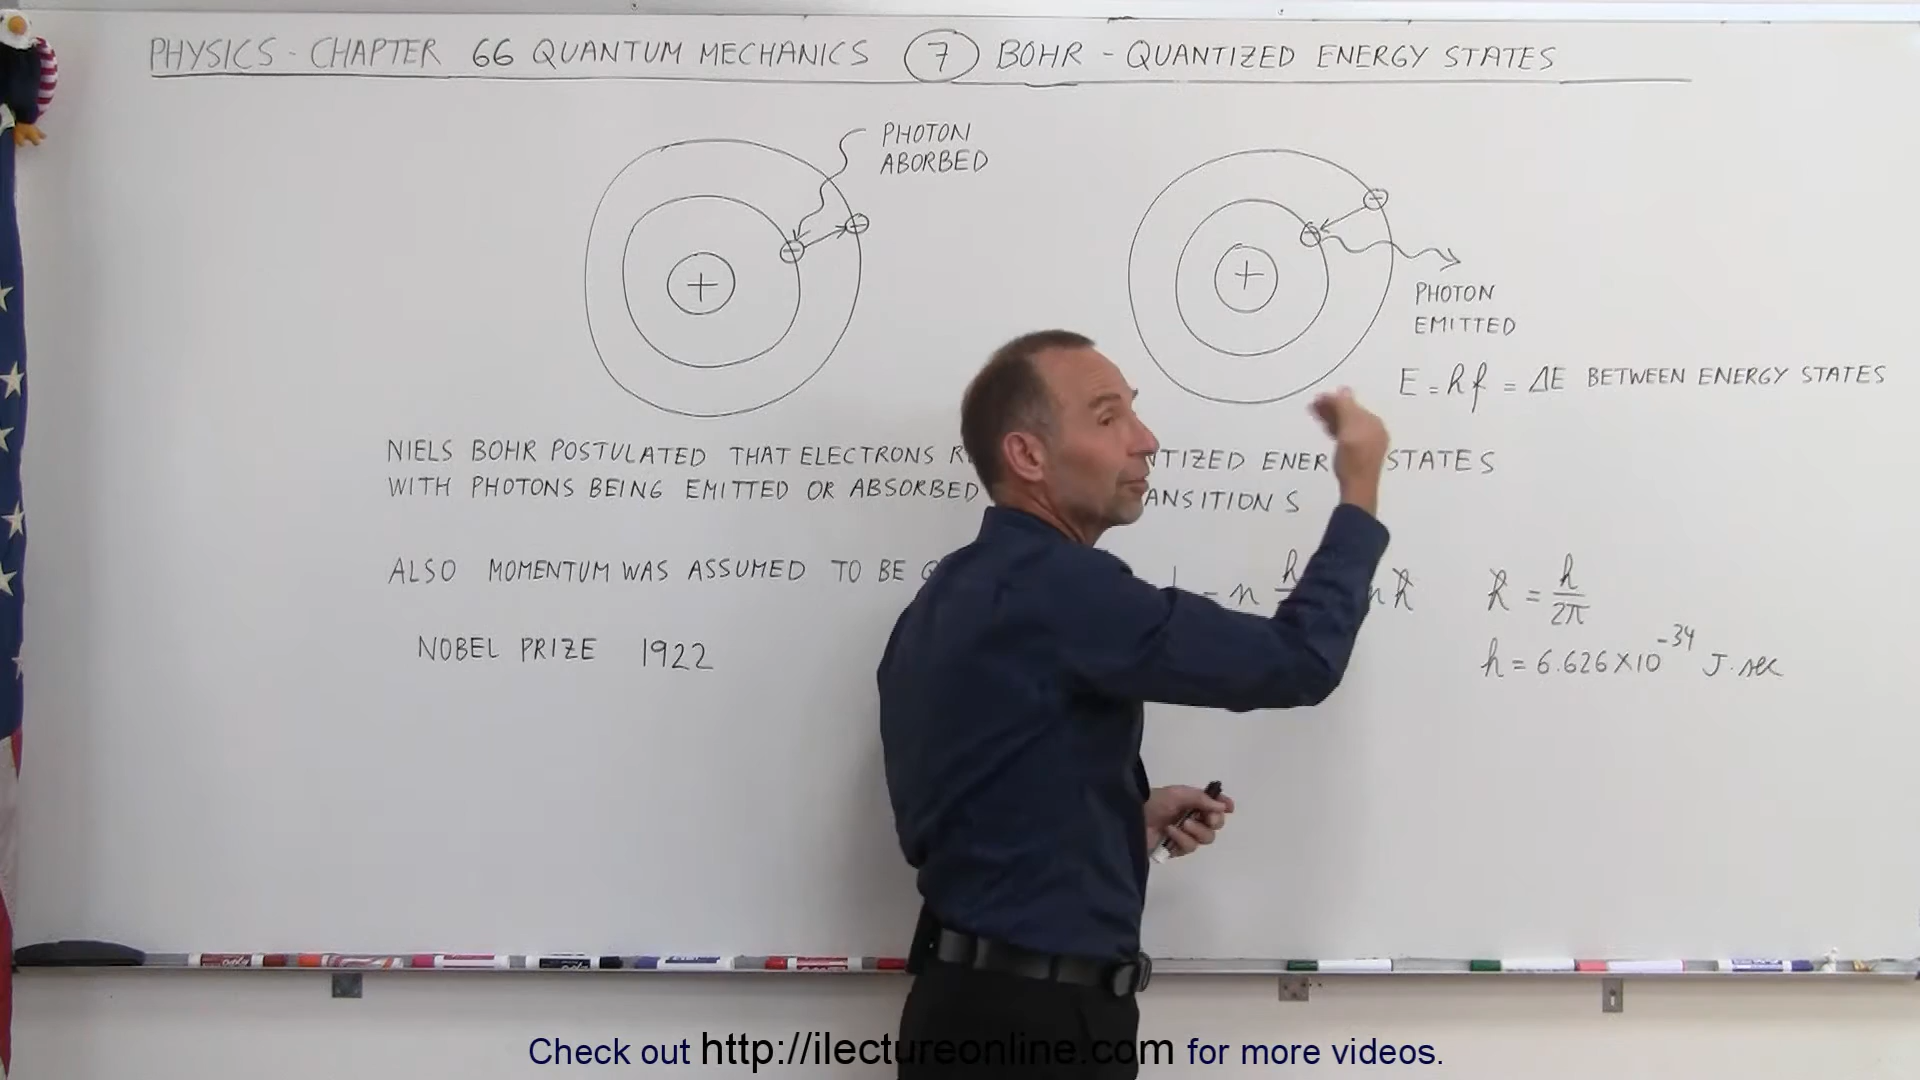 PHYSICS - CHAPTER 66 QUANTUM MECHANICS 7 BOHR - QUANTIZED ENERGY STATES
PHOTON
ABORBED
PHOTON
EMITTED
E = hf = ΔE BETWEEN ENERGY STATES
NIELS BOHR POSTULATED THAT ELECTRONS STATES
WITH PHOTONS BEING EMITTED OR ABSORBED
ALSO MOMENTUM WAS ASSUMED TO BE = n ħ ħ = h/2π
NOBEL PRIZE 1922 h = 6.626 × 10^-34 J·sec
+
+
Check out http://ilectureonline.com for more videos.